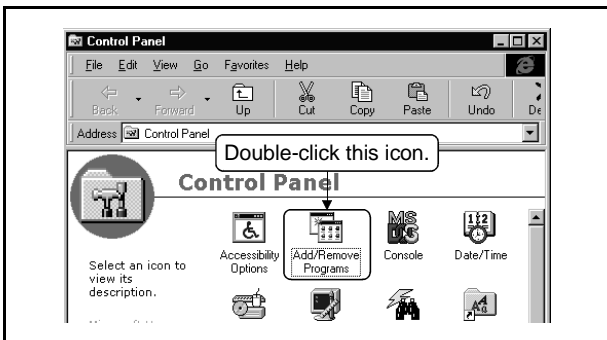 Control Panel
File Edit View Go Favorites Help
Back Forward Up Cut Copy Paste Undo De
Address Control Panel
Double-click this icon.
Control Panel
Accessibility Options
Add/Remove Programs
Console
Date/Time
Select an icon to
view its
description.